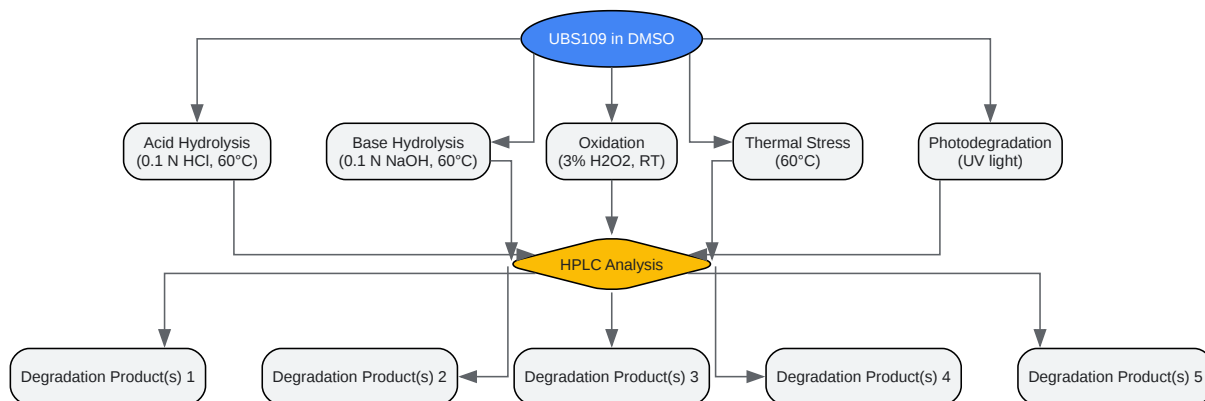 UBS109 in DMSO
Acid Hydrolysis
(0.1 N HCl, 60°C)
Base Hydrolysis
(0.1 N NaOH, 60°C)
Oxidation
(3% H2O2, RT)
Thermal Stress
(60°C)
Photodegradation
(UV light)
HPLC Analysis
Degradation Product(s) 1
Degradation Product(s) 2
Degradation Product(s) 3
Degradation Product(s) 4
Degradation Product(s) 5